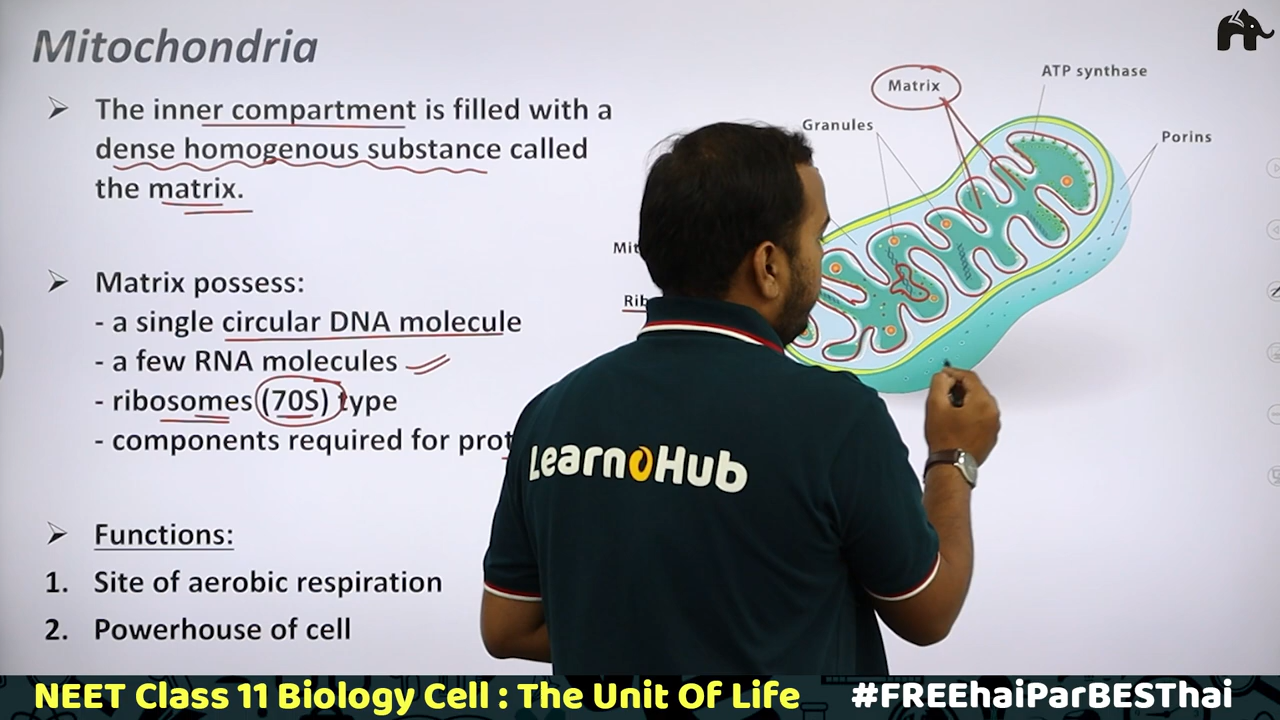 Mitochondria
➢ The inner compartment is filled with a
dense homogenous substance called
the matrix.
➢ Matrix possess:
- a single circular DNA molecule
- a few RNA molecules
- ribosomes (70S) type
- components required for prot
➢ Functions:
1. Site of aerobic respiration
2. Powerhouse of cell
ATP synthase
Matrix
Granules
Porins
Mit
Rib
LearnoHub
NEET Class 11 Biology Cell : The Unit Of Life #FREEhaiParBESThai